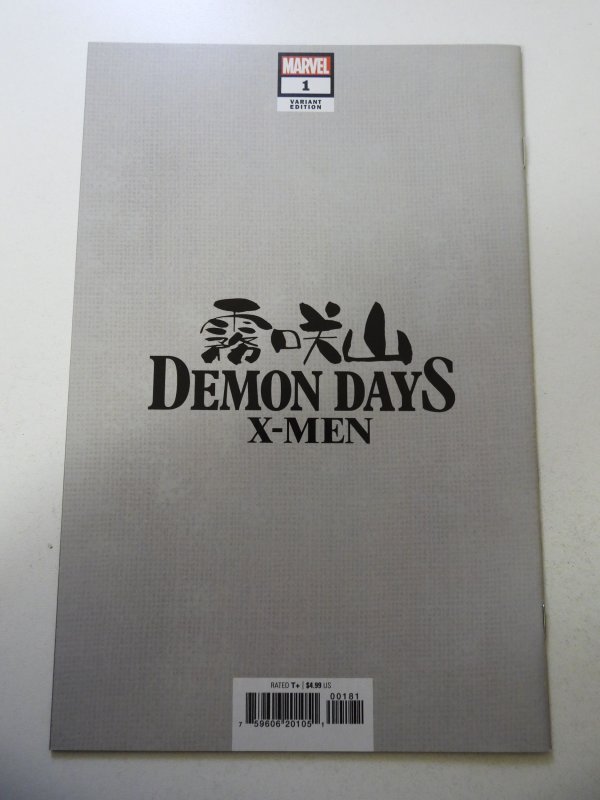 MARVEL
1
VARIANT
EDITION
霧咲山
DEMON DAYS
X-MEN
RATED T+ | $4.99 US
00181
7 59606 20105 1